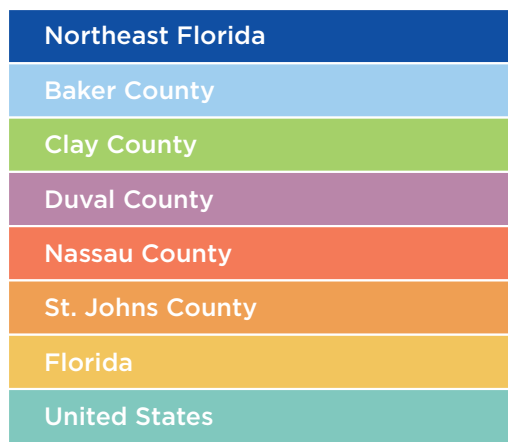 Northeast Florida
Baker County
Clay County
Duval County
Nassau County
St. Johns County
Florida
United States